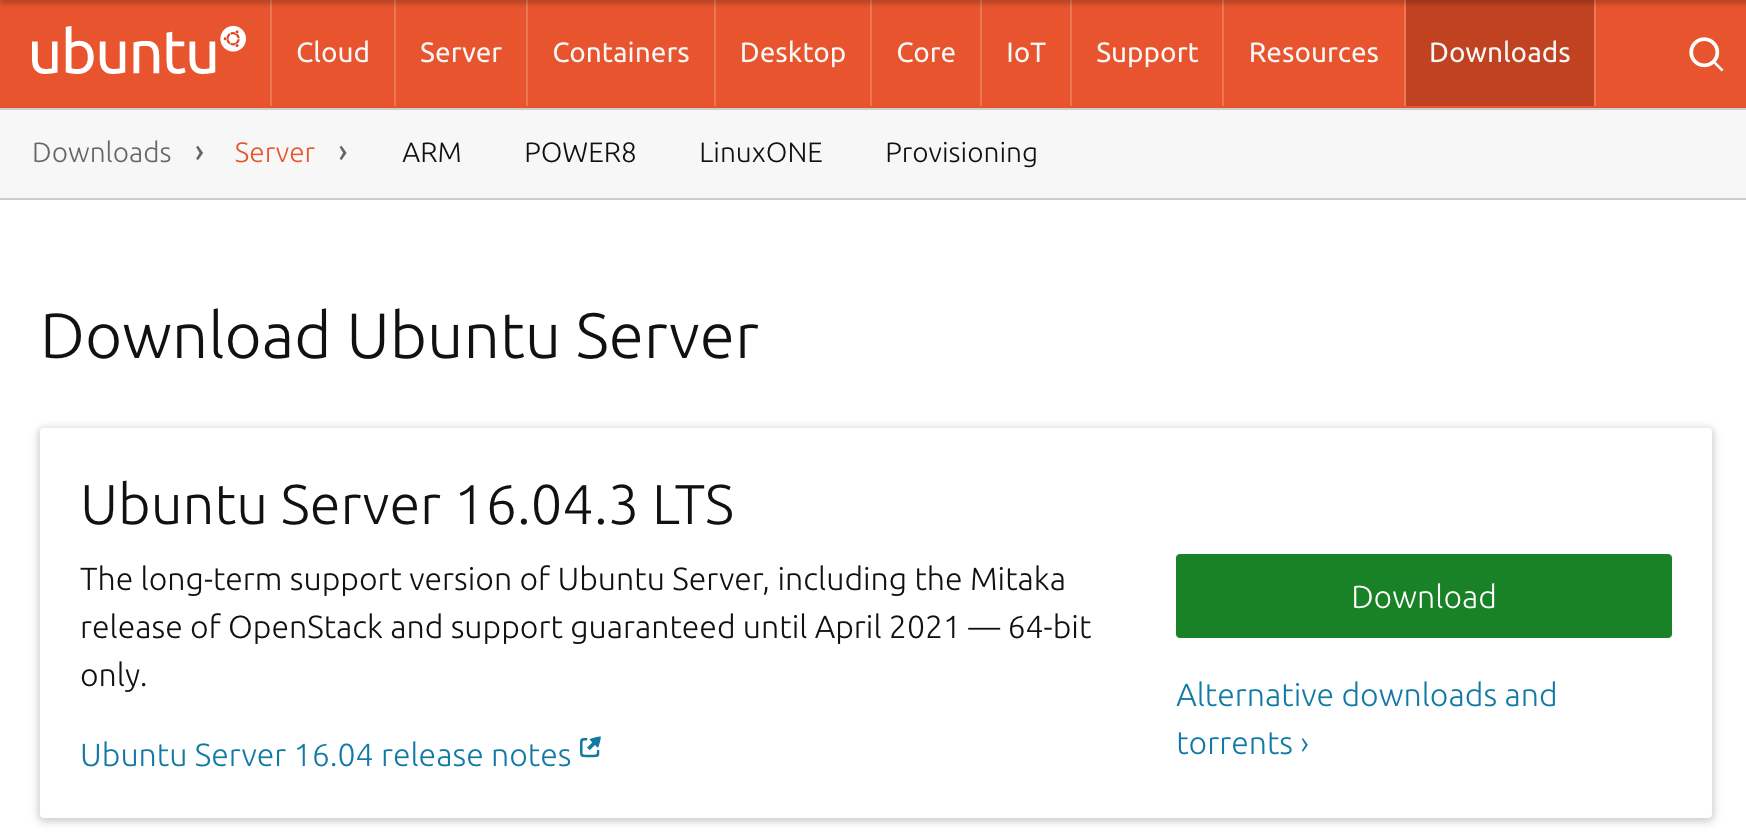 ubuntu Cloud Server Containers Desktop Core IoT Support Resources Downloads
Downloads › Server › ARM POWER8 LinuxONE Provisioning
Download Ubuntu Server
Ubuntu Server 16.04.3 LTS
The long-term support version of Ubuntu Server, including the Mitaka
release of OpenStack and support guaranteed until April 2021 — 64-bit
only.
Ubuntu Server 16.04 release notes
Download
Alternative downloads and
torrents ›